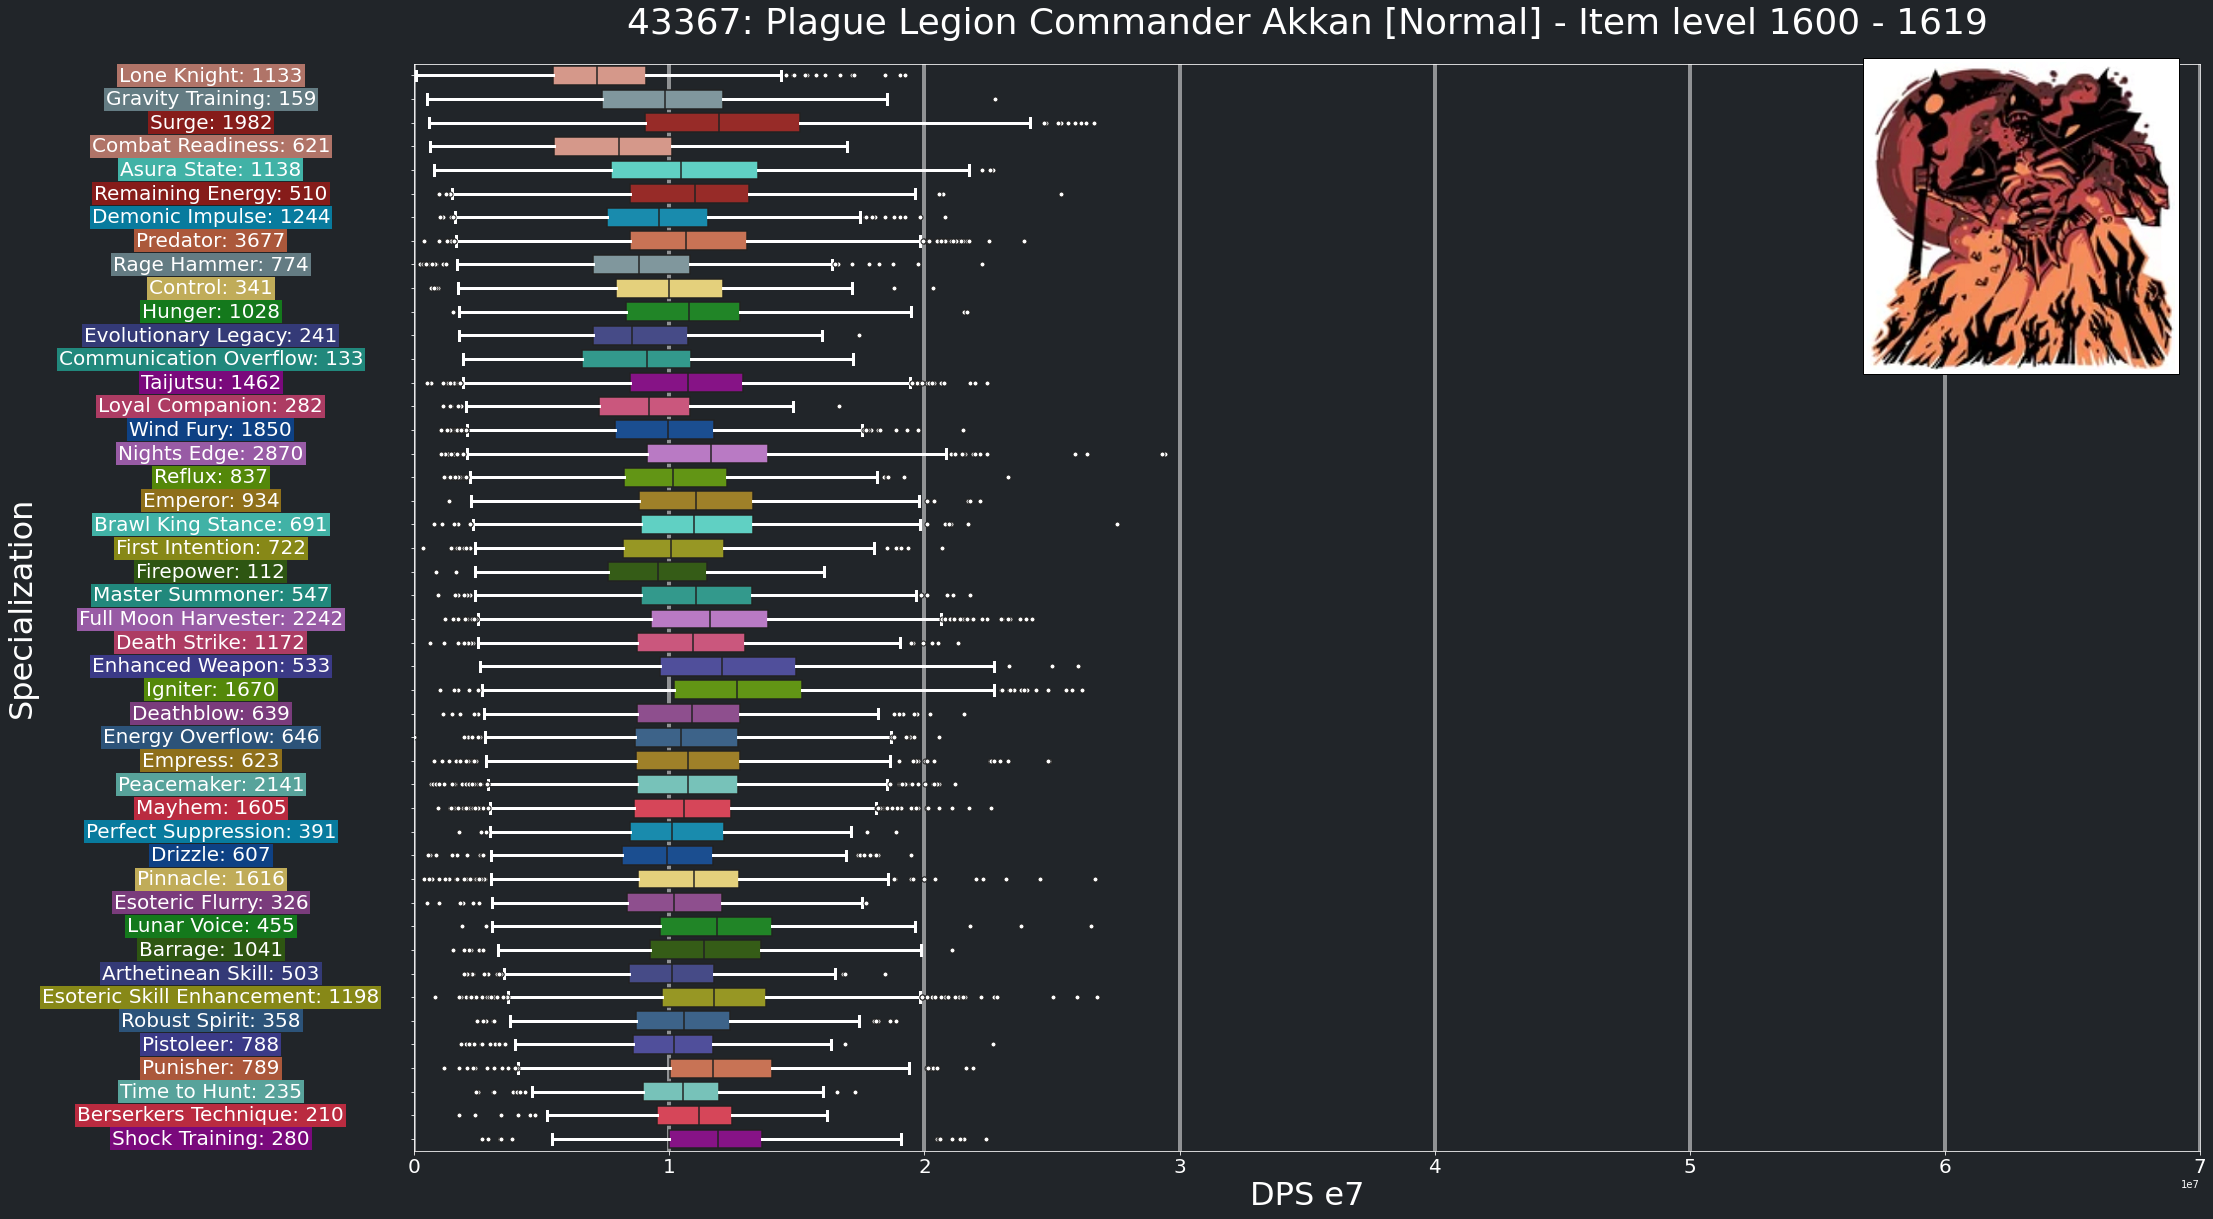 43367: Plague Legion Commander Akkan [Normal] - Item level 1600 - 1619
Specialization
Lone Knight: 1133
Gravity Training: 159
Surge: 1982
Combat Readiness: 621
Asura State: 1138
Remaining Energy: 510
Demonic Impulse: 1244
Predator: 3677
Rage Hammer: 774
Control: 341
Hunger: 1028
Evolutionary Legacy: 241
Communication Overflow: 133
Taijutsu: 1462
Loyal Companion: 282
Wind Fury: 1850
Nights Edge: 2870
Reflux: 837
Emperor: 934
Brawl King Stance: 691
First Intention: 722
Firepower: 112
Master Summoner: 547
Full Moon Harvester: 2242
Death Strike: 1172
Enhanced Weapon: 533
Igniter: 1670
Deathblow: 639
Energy Overflow: 646
Empress: 623
Peacemaker: 2141
Mayhem: 1605
Perfect Suppression: 391
Drizzle: 607
Pinnacle: 1616
Esoteric Flurry: 326
Lunar Voice: 455
Barrage: 1041
Arthetinean Skill: 503
Esoteric Skill Enhancement: 1198
Robust Spirit: 358
Pistoleer: 788
Punisher: 789
Time to Hunt: 235
Berserkers Technique: 210
Shock Training: 280
0 1 2 3 4 5 6 7
1e7
DPS e7